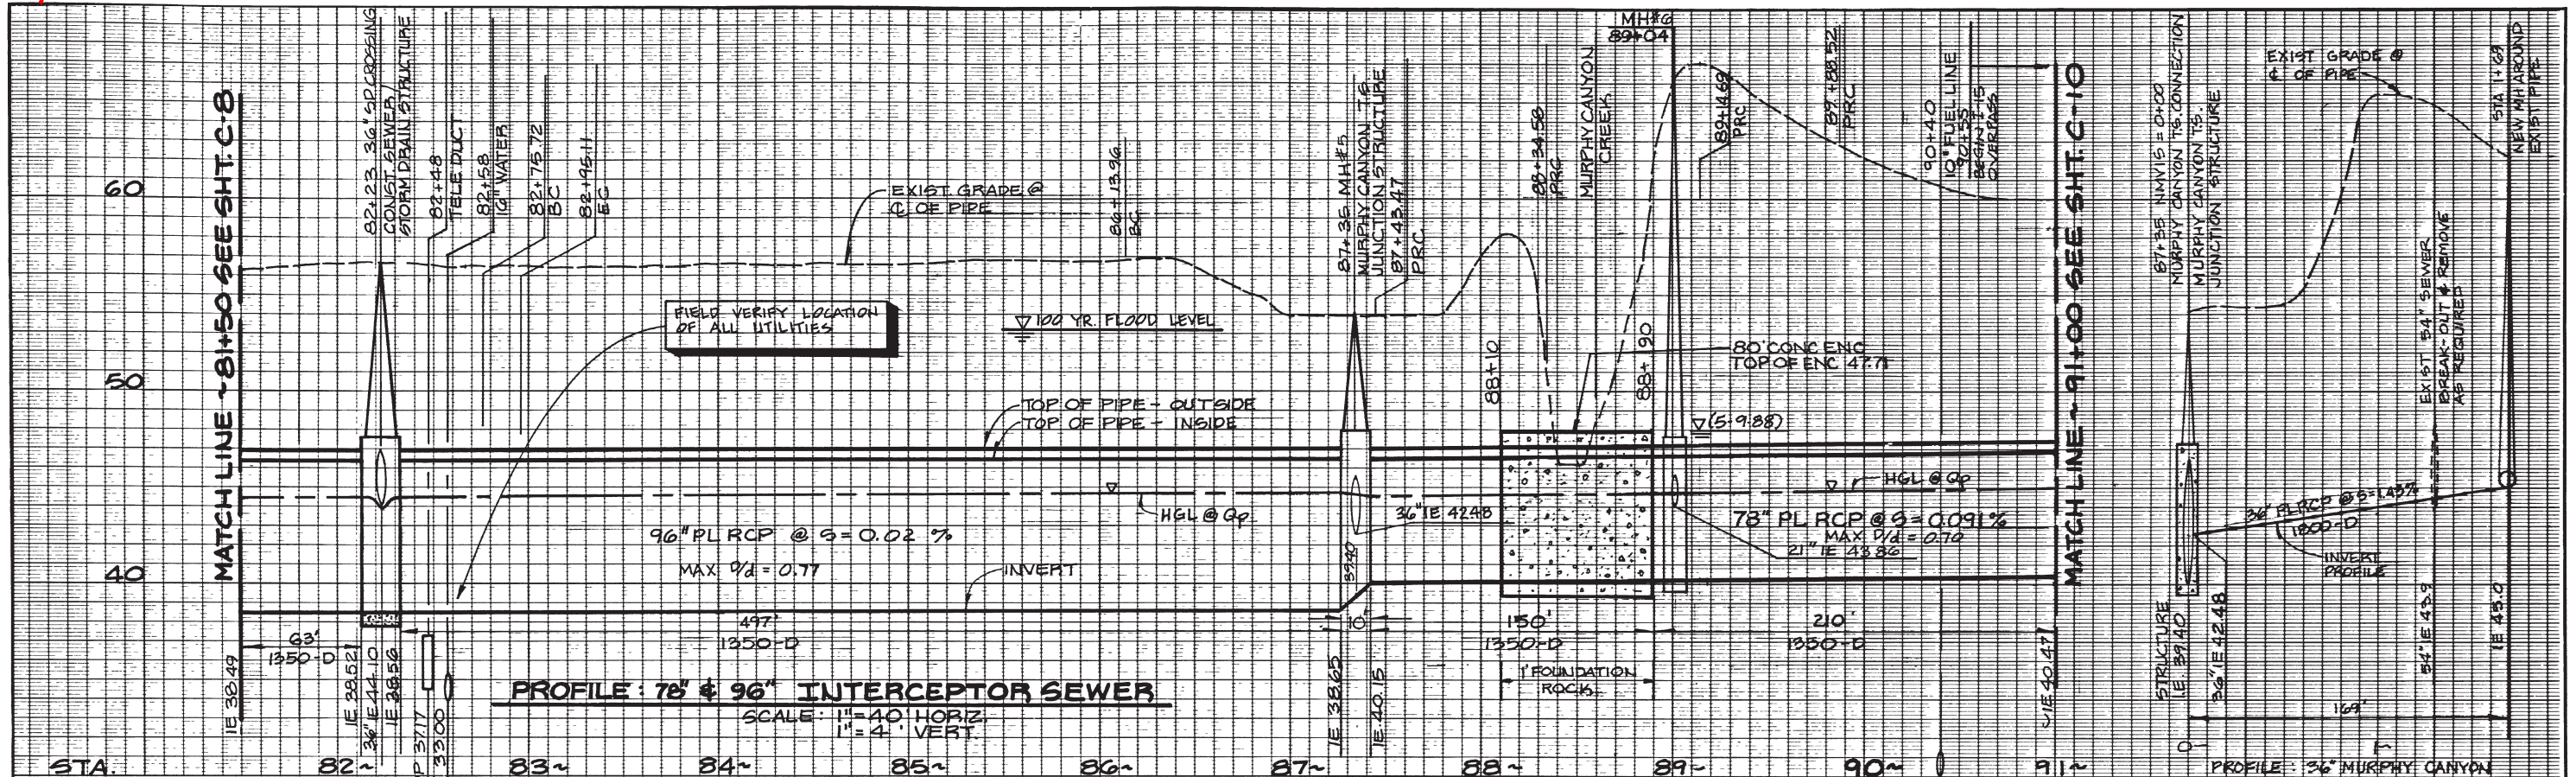 60
50
40
MATCH LINE ~ 81+50 SEE SHT. C-8
82+23 36" SD CROSSING
CONST. SEWER/
STORM DRAIN STRUCTURE
82+48
TELE DUCT
82+58
16" WATER
82+75.72
BC
82+95.11
EC
EXIST GRADE @
℄ OF PIPE
86+13.96
BC
FIELD VERIFY LOCATION
OF ALL UTILITIES
100 YR. FLOOD LEVEL
87+35 MH#5
MURPHY CANYON T.S.
JUNCTION STRUCTURE
87+43.47
PRC
88+34.58
PRC
MURPHY CANYON
CREEK
MH#6
89+04
89+14.69
PRC
89+88.52
PRC
90+40
10" FUEL LINE
90+55
BEGIN I-15
OVERPASS
MATCH LINE ~ 91+00 SEE SHT. C-10
88+10
88+90
80' CONC ENC
TOP OF ENC 47.71
(5-9-88)
TOP OF PIPE - OUTSIDE
TOP OF PIPE - INSIDE
HGL @ Qp
HGL @ Qp
96" PL RCP @ S = 0.02 %
MAX D/d = 0.77
INVERT
36" IE 42.48
39.40
78" PL RCP @ S = 0.091%
MAX D/d = 0.70
21" IE 43.86
63'
1350-D
497'
1350-D
10'
150'
1350-D
210'
1350-D
1' FOUNDATION
ROCK
IE 38.49
IE 38.52
36" IE 44.10
IE 38.56
37.17
33.00
IE 38.65
IE 40.15
IE 40.47
PROFILE: 78" & 96" INTERCEPTOR SEWER
SCALE: 1"=40' HORIZ.
1"=4' VERT.
STA. 82~ 83~ 84~ 85~ 86~ 87~ 88~ 89~ 90~ 91~
87+35 NMVIS = 0+00
MURPHY CANYON T.S. CONNECTION
MURPHY CANYON T.S.
JUNCTION STRUCTURE
EXIST GRADE @
℄ OF PIPE
STA 1+69
NEW MH AROUND
EXIST PIPE
EXIST 54" SEWER
BREAK-OUT & REMOVE
AS REQUIRED
36" PL RCP @ S=1.43%
1800-D
INVERT
PROFILE
STRUCTURE
I.E. 39.40
36" IE 42.48
54" IE 43.9
IE 45.0
169'
0
1
PROFILE: 36" MURPHY CANYON